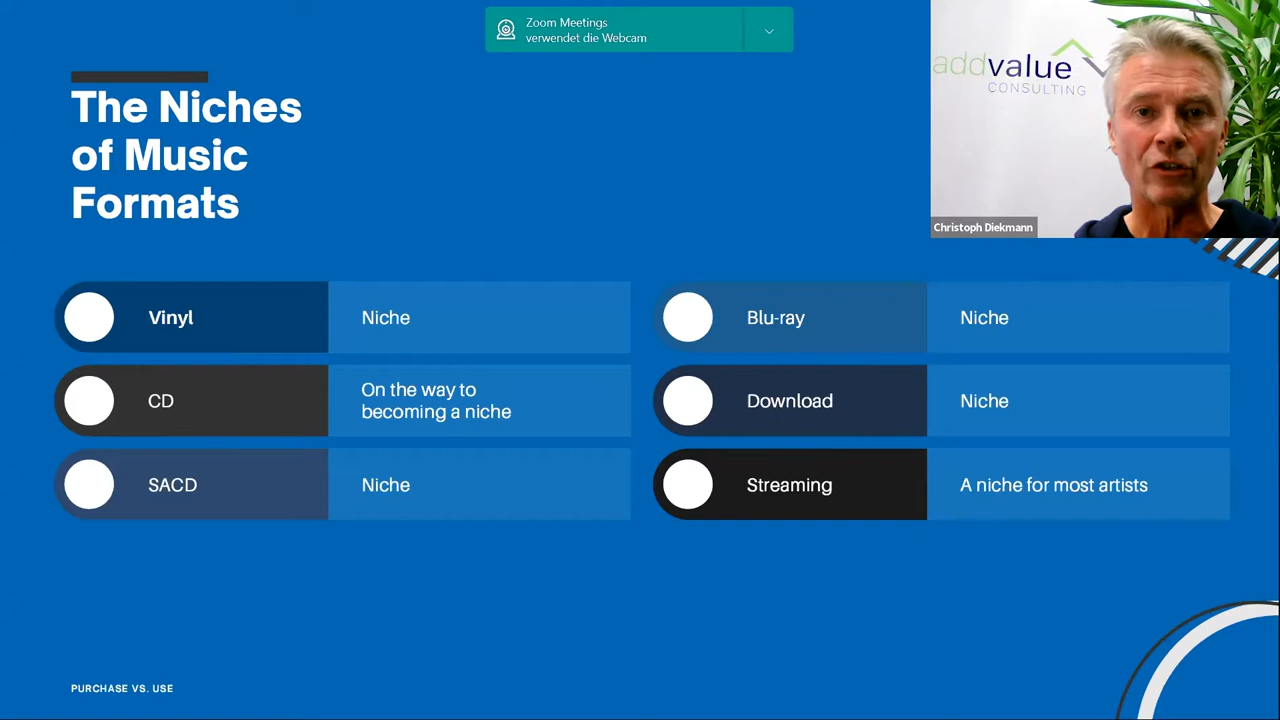 Zoom Meetings
verwendet die Webcam
addvalue
CONSULTING
Christoph Diekmann
The Niches
of Music
Formats
Vinyl
Niche
CD
On the way to
becoming a niche
SACD
Niche
Blu-ray
Niche
Download
Niche
Streaming
A niche for most artists
PURCHASE VS. USE